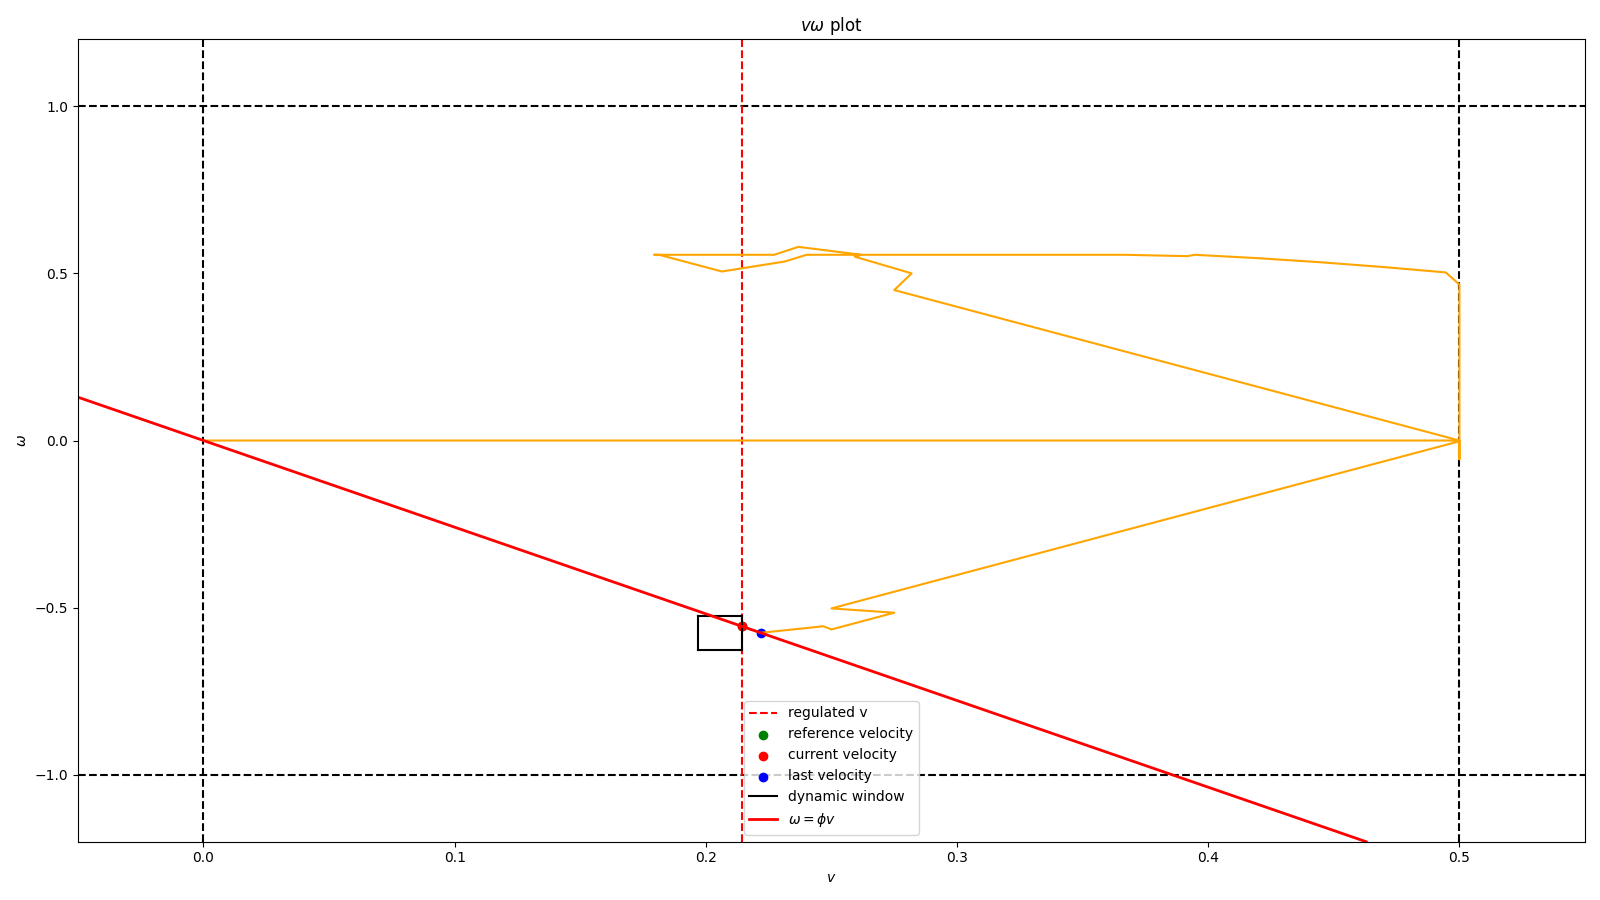 vω plot
1.0
0.5
0.0
−0.5
−1.0
ω
0.0
0.1
0.2
0.3
0.4
0.5
v
regulated v
reference velocity
current velocity
last velocity
dynamic window
ω = ϕv